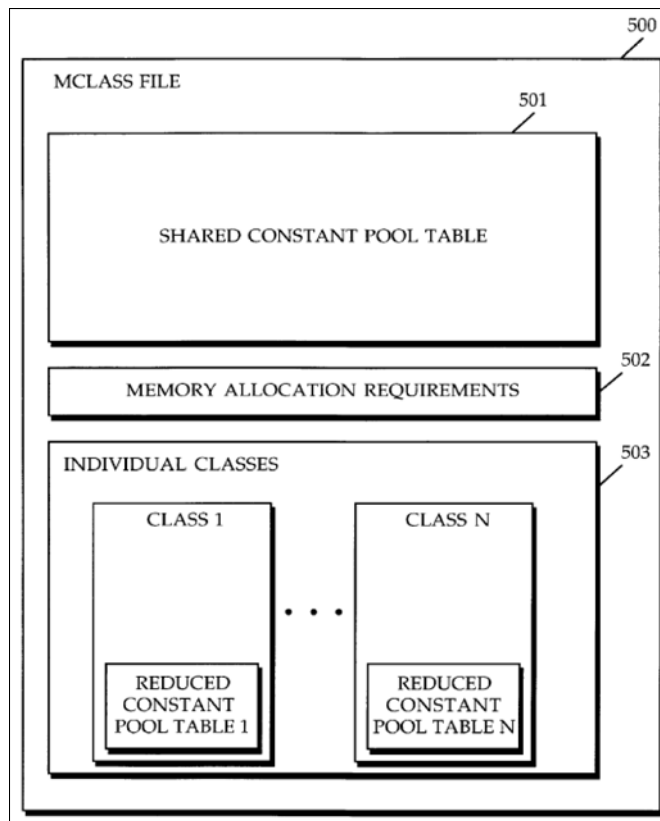 500
MCLASS FILE
501
SHARED CONSTANT POOL TABLE
502
MEMORY ALLOCATION REQUIREMENTS
503
INDIVIDUAL CLASSES
CLASS 1
CLASS N
• • •
REDUCED
CONSTANT
POOL TABLE 1
REDUCED
CONSTANT
POOL TABLE N